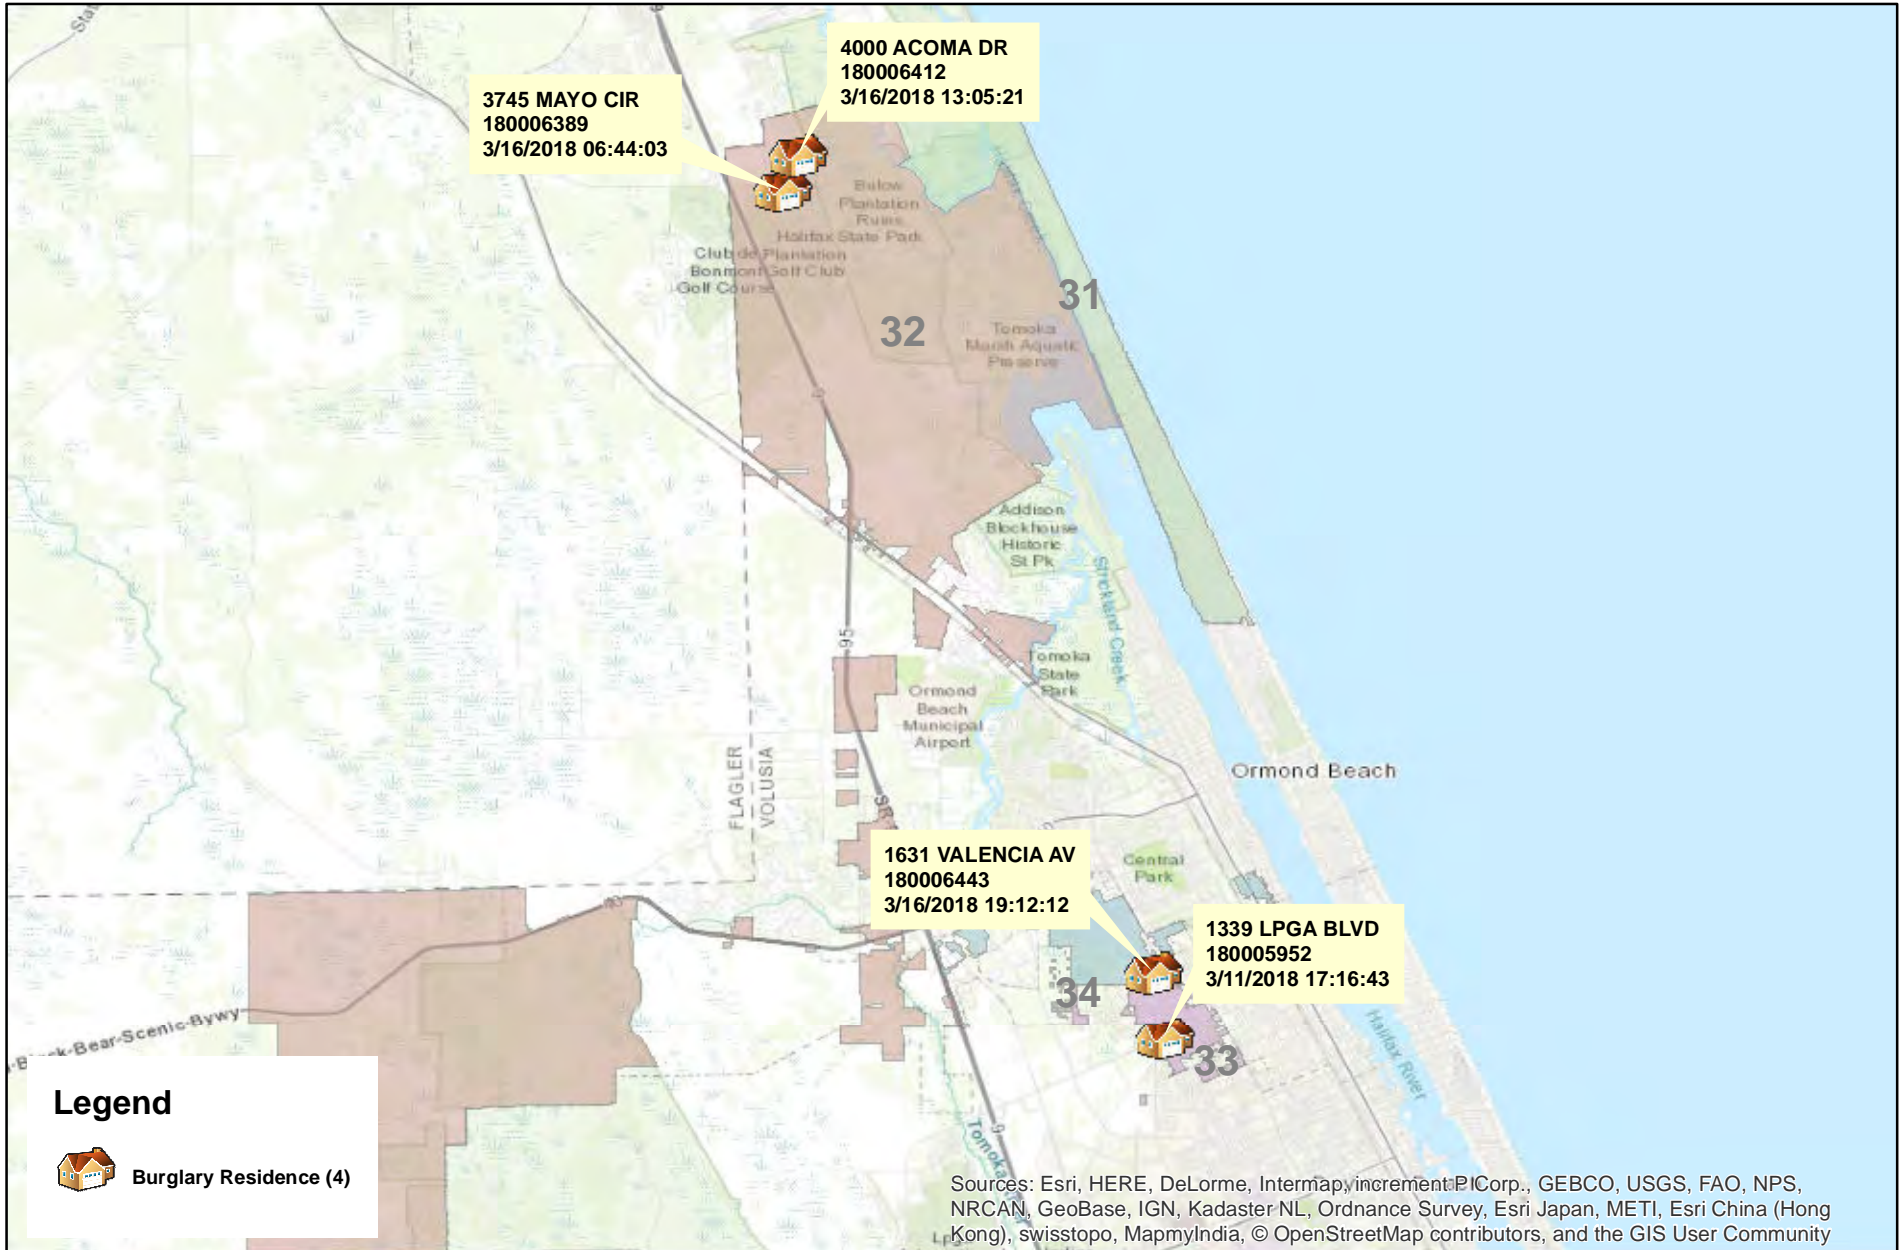 4000 ACOMA DR
180006412
3/16/2018 13:05:21
3745 MAYO CIR
180006389
3/16/2018 06:44:03
Bulow
Plantation
Ruins
Halifax State Park
Club de Plantation
Bonmont Golf Club
Golf Course
31
32
Tomoka
Marsh Aquatic
Preserve
Addison
Blockhouse
Historic
St Pk
Strickland Creek
95
Tomoka
State
Park
Ormond
Beach
Municipal
Airport
FLAGLER
VOLUSIA
Ormond Beach
1631 VALENCIA AV
180006443
3/16/2018 19:12:12
Central
Park
1339 LPGA BLVD
180005952
3/11/2018 17:16:43
34
33
Halifax River
k-Bear-Scenic-Bywy
9
Tomoka
Legend
Burglary Residence (4)
Sources: Esri, HERE, DeLorme, Intermap, increment P Corp., GEBCO, USGS, FAO, NPS,
NRCAN, GeoBase, IGN, Kadaster NL, Ordnance Survey, Esri Japan, METI, Esri China (Hong
Kong), swisstopo, MapmyIndia, © OpenStreetMap contributors, and the GIS User Community